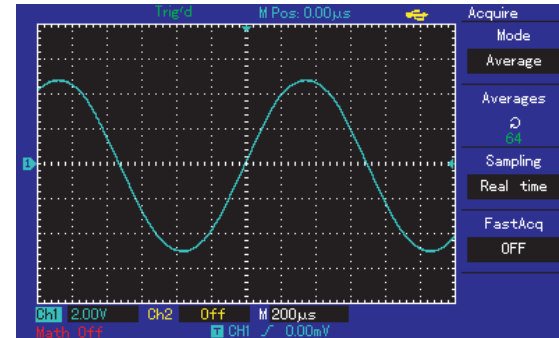 Trig'd M Pos: 0.00μs Acquire
Mode
Average
Averages
64
Sampling
Real time
FastAcq
OFF
1
Ch1 2.00V Ch2 Off M 200μs
Math Off T CH1 0.00mV